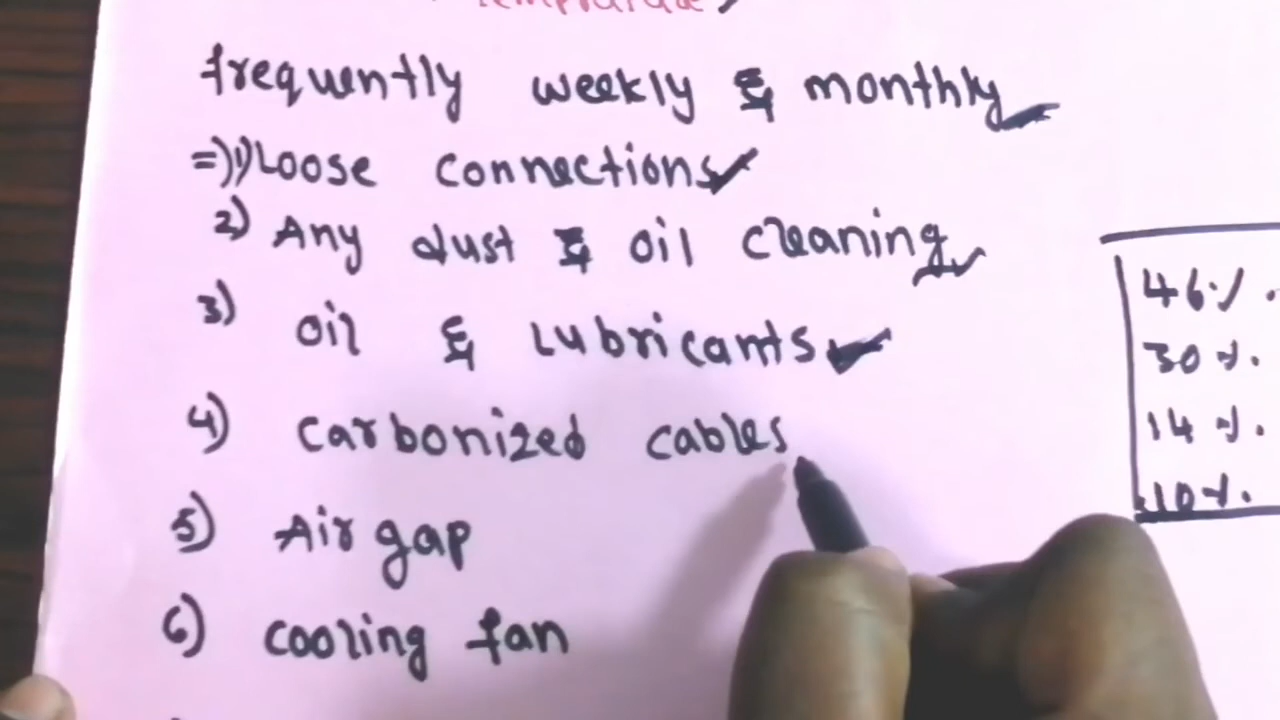 frequently weekly & monthly
=)1) Loose connections ✓
2) Any dust & oil cleaning ✓
3) oil & Lubricants ✓
4) carbonized cables
5) Air gap
6) cooling fan
46%.
30%.
14%.
10%.